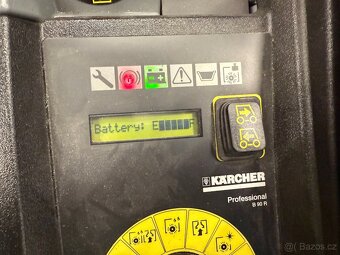 Battery: E F
KÄRCHER
Professional
B 90 R
© Bazos.cz